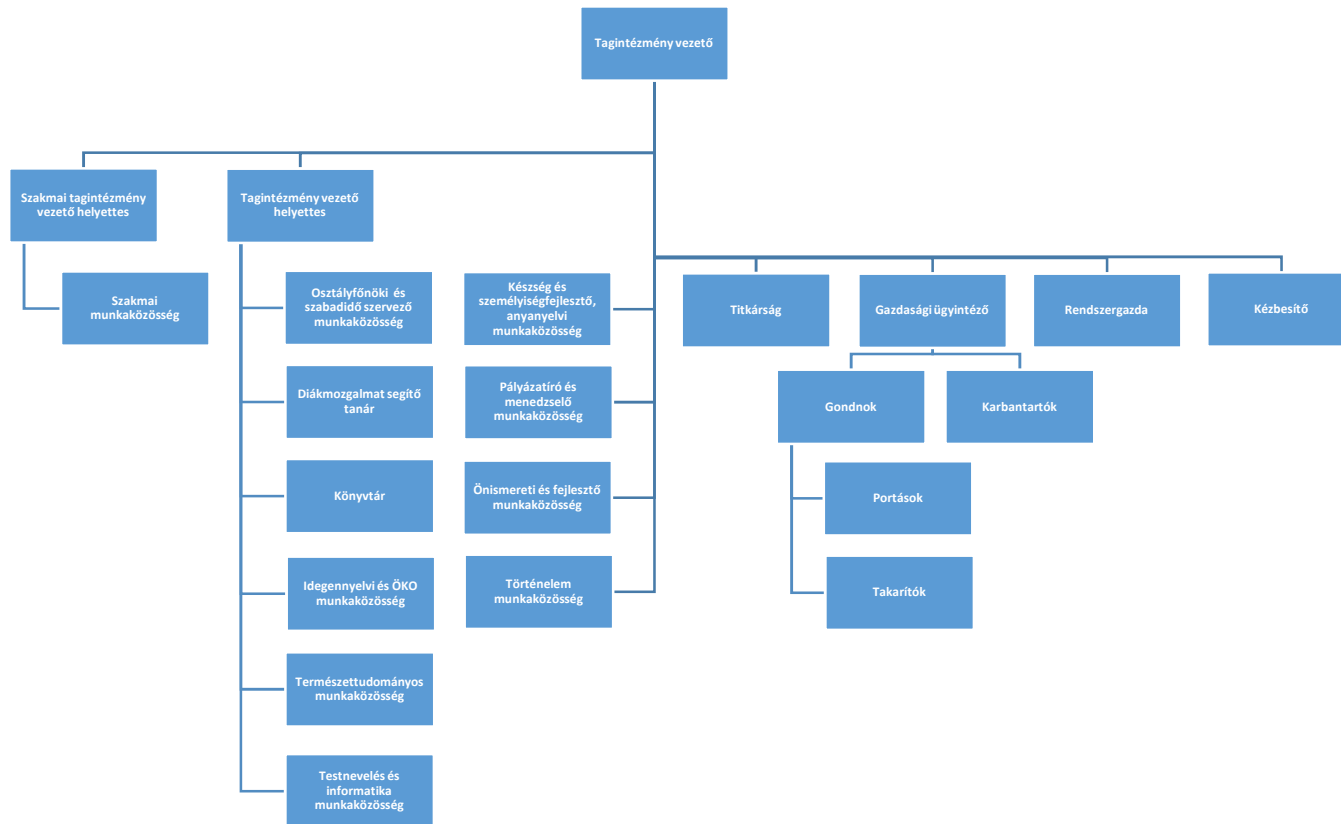 Tagintézmény vezető
Szakmai tagintézmény
vezető helyettes
Tagintézmény vezető
helyettes
Szakmai
munkaközösség
Osztályfőnöki és
szabadidő szervező
munkaközösség
Diákmozgalmat segítő
tanár
Könyvtár
Idegennyelvi és ÖKO
munkaközösség
Természettudományos
munkaközösség
Testnevelés és
informatika
munkaközösség
Készség és
személyiségfejlesztő,
anyanyelvi
munkaközösség
Pályázatíró és
menedzselő
munkaközösség
Önismereti és fejlesztő
munkaközösség
Történelem
munkaközösség
Titkárság
Gazdasági ügyintéző
Rendszergazda
Kézbesítő
Gondnok
Karbantartók
Portások
Takarítók